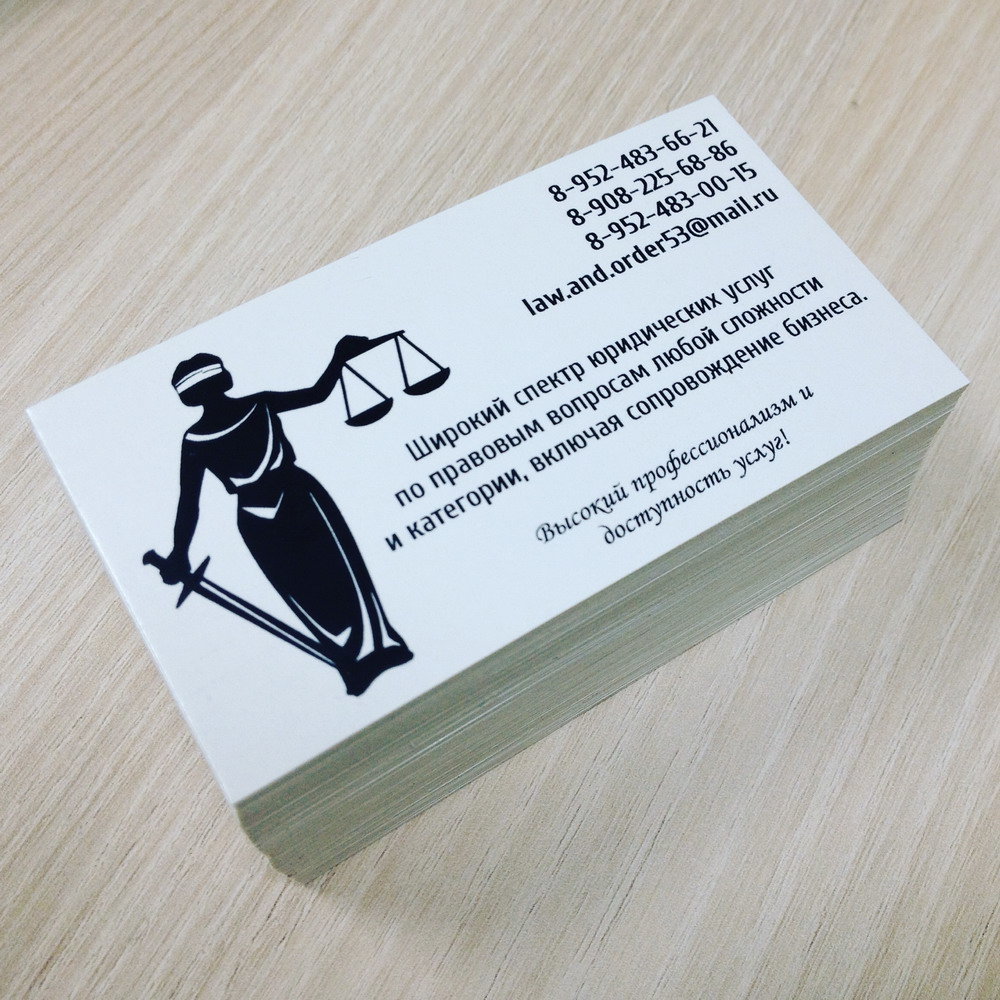 8-952-483-66-21
8-908-225-68-86
8-952-483-00-15
law.and.order53@mail.ru
Широкий спектр юридических услуг
по правовым вопросам любой сложности
и категории, включая сопровождение бизнеса.
Высокий профессионализм и
доступность услуг!